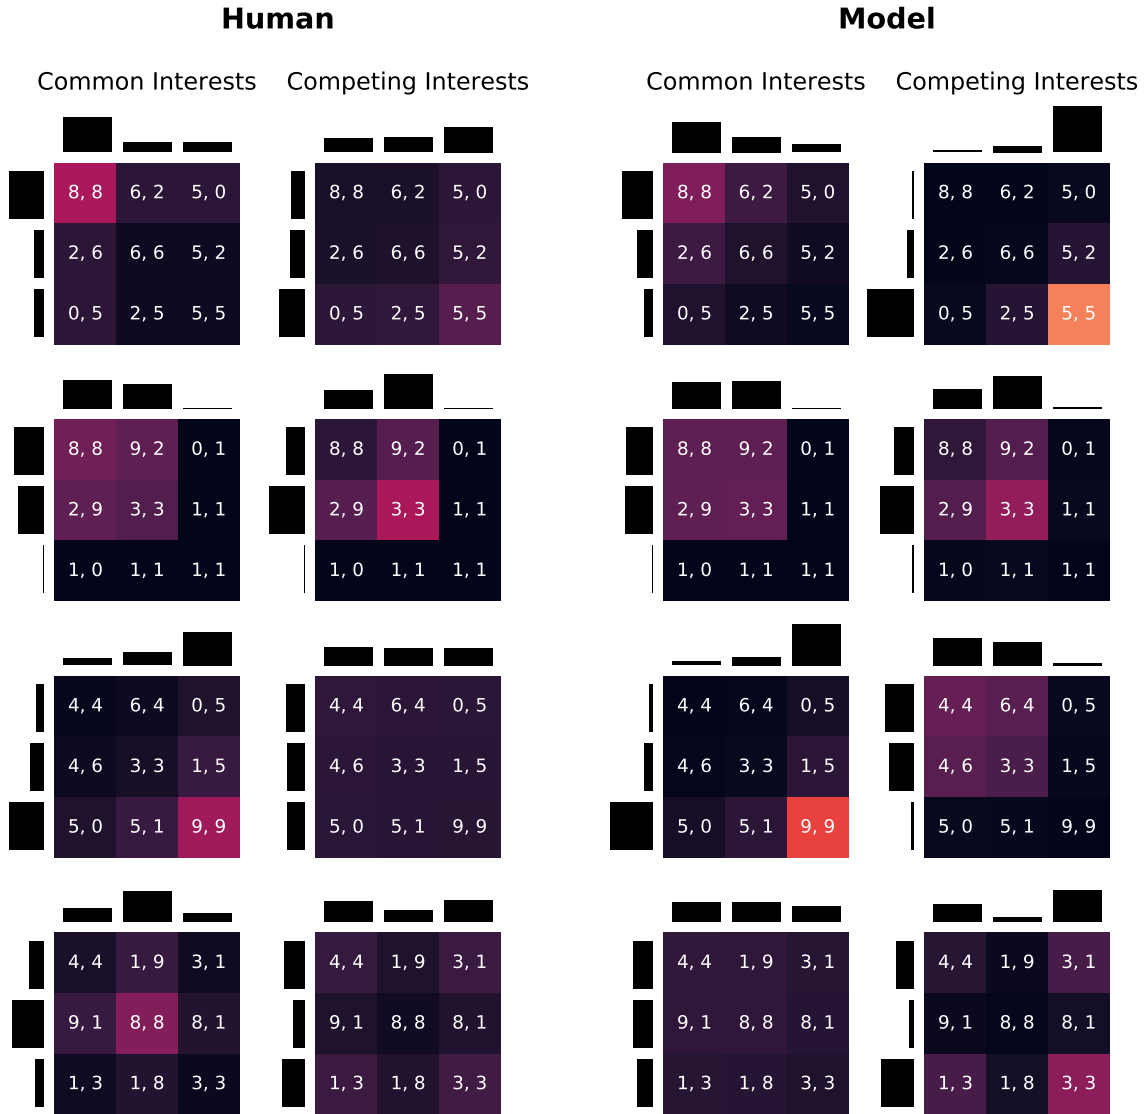 Human Model
Common Interests Competing Interests Common Interests Competing Interests
8, 8 6, 2 5, 0 8, 8 6, 2 5, 0 8, 8 6, 2 5, 0 8, 8 6, 2 5, 0
2, 6 6, 6 5, 2 2, 6 6, 6 5, 2 2, 6 6, 6 5, 2 2, 6 6, 6 5, 2
0, 5 2, 5 5, 5 0, 5 2, 5 5, 5 0, 5 2, 5 5, 5 0, 5 2, 5 5, 5
8, 8 9, 2 0, 1 8, 8 9, 2 0, 1 8, 8 9, 2 0, 1 8, 8 9, 2 0, 1
2, 9 3, 3 1, 1 2, 9 3, 3 1, 1 2, 9 3, 3 1, 1 2, 9 3, 3 1, 1
1, 0 1, 1 1, 1 1, 0 1, 1 1, 1 1, 0 1, 1 1, 1 1, 0 1, 1 1, 1
4, 4 6, 4 0, 5 4, 4 6, 4 0, 5 4, 4 6, 4 0, 5 4, 4 6, 4 0, 5
4, 6 3, 3 1, 5 4, 6 3, 3 1, 5 4, 6 3, 3 1, 5 4, 6 3, 3 1, 5
5, 0 5, 1 9, 9 5, 0 5, 1 9, 9 5, 0 5, 1 9, 9 5, 0 5, 1 9, 9
4, 4 1, 9 3, 1 4, 4 1, 9 3, 1 4, 4 1, 9 3, 1 4, 4 1, 9 3, 1
9, 1 8, 8 8, 1 9, 1 8, 8 8, 1 9, 1 8, 8 8, 1 9, 1 8, 8 8, 1
1, 3 1, 8 3, 3 1, 3 1, 8 3, 3 1, 3 1, 8 3, 3 1, 3 1, 8 3, 3